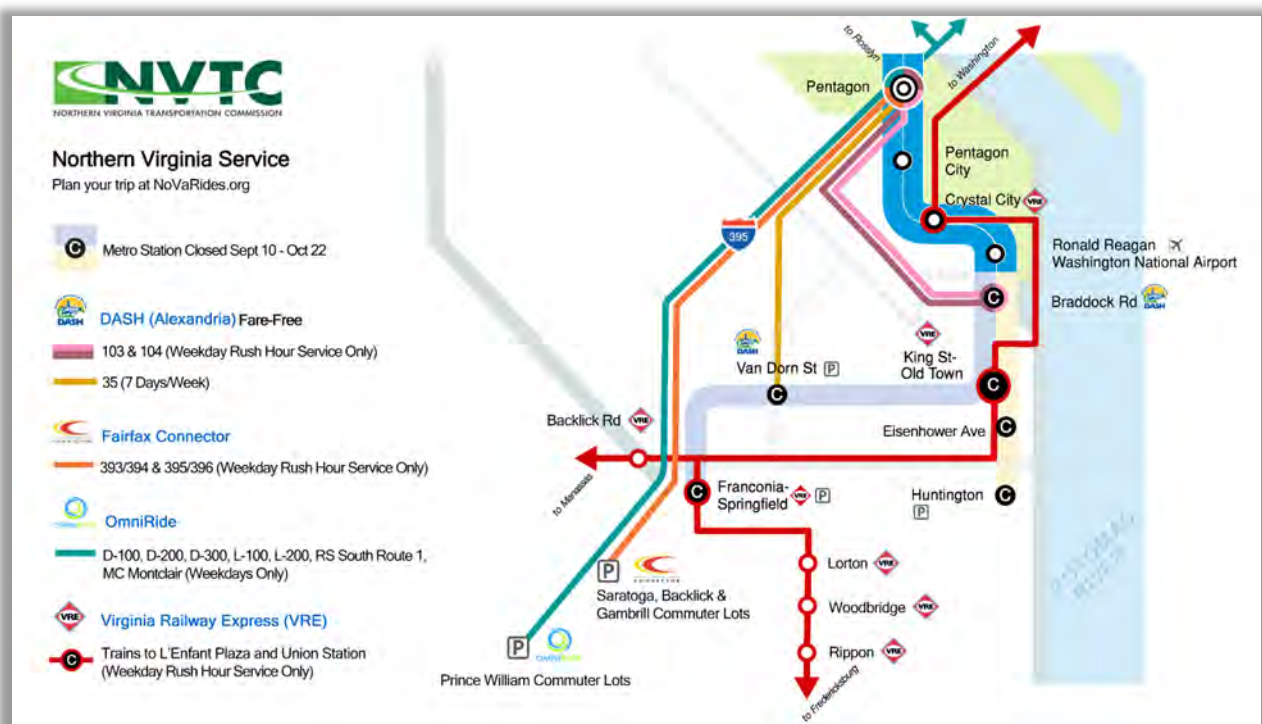 NVTC
NORTHERN VIRGINIA TRANSPORTATION COMMISSION
Northern Virginia Service
Plan your trip at NoVaRides.org
C
Metro Station Closed Sept 10 - Oct 22
DASH
DASH (Alexandria) Fare-Free
103 & 104 (Weekday Rush Hour Service Only)
35 (7 Days/Week)
Fairfax Connector
393/394 & 395/396 (Weekday Rush Hour Service Only)
OmniRide
D-100, D-200, D-300, L-100, L-200, RS South Route 1,
MC Montclair (Weekdays Only)
VRE
Virginia Railway Express (VRE)
C
Trains to L'Enfant Plaza and Union Station
(Weekday Rush Hour Service Only)
to Rosslyn
to Washington
Pentagon
Pentagon
City
Crystal City
VRE
395
Ronald Reagan
Washington National Airport
C
Braddock Rd
DASH
DASH
Van Dorn St
P
C
VRE
King St-
Old Town
C
Backlick Rd
VRE
Eisenhower Ave
C
to Manassas
Franconia-
Springfield
C
VRE
P
Huntington
P
C
P
CONNECTOR
Saratoga, Backlick &
Gambrill Commuter Lots
Lorton
VRE
Woodbridge
VRE
Rippon
VRE
P
Prince William Commuter Lots
to Fredericksburg
POTOMAC
RIVER